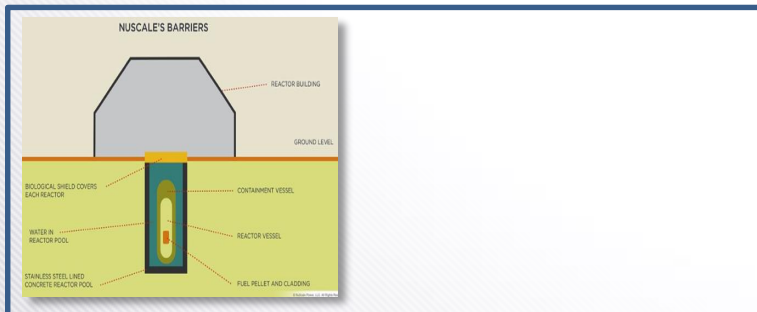 NUSCALE'S BARRIERS
REACTOR BUILDING
GROUND LEVEL
BIOLOGICAL SHIELD COVERS
EACH REACTOR
CONTAINMENT VESSEL
WATER IN
REACTOR POOL
REACTOR VESSEL
STAINLESS STEEL LINED
CONCRETE REACTOR POOL
FUEL PELLET AND CLADDING